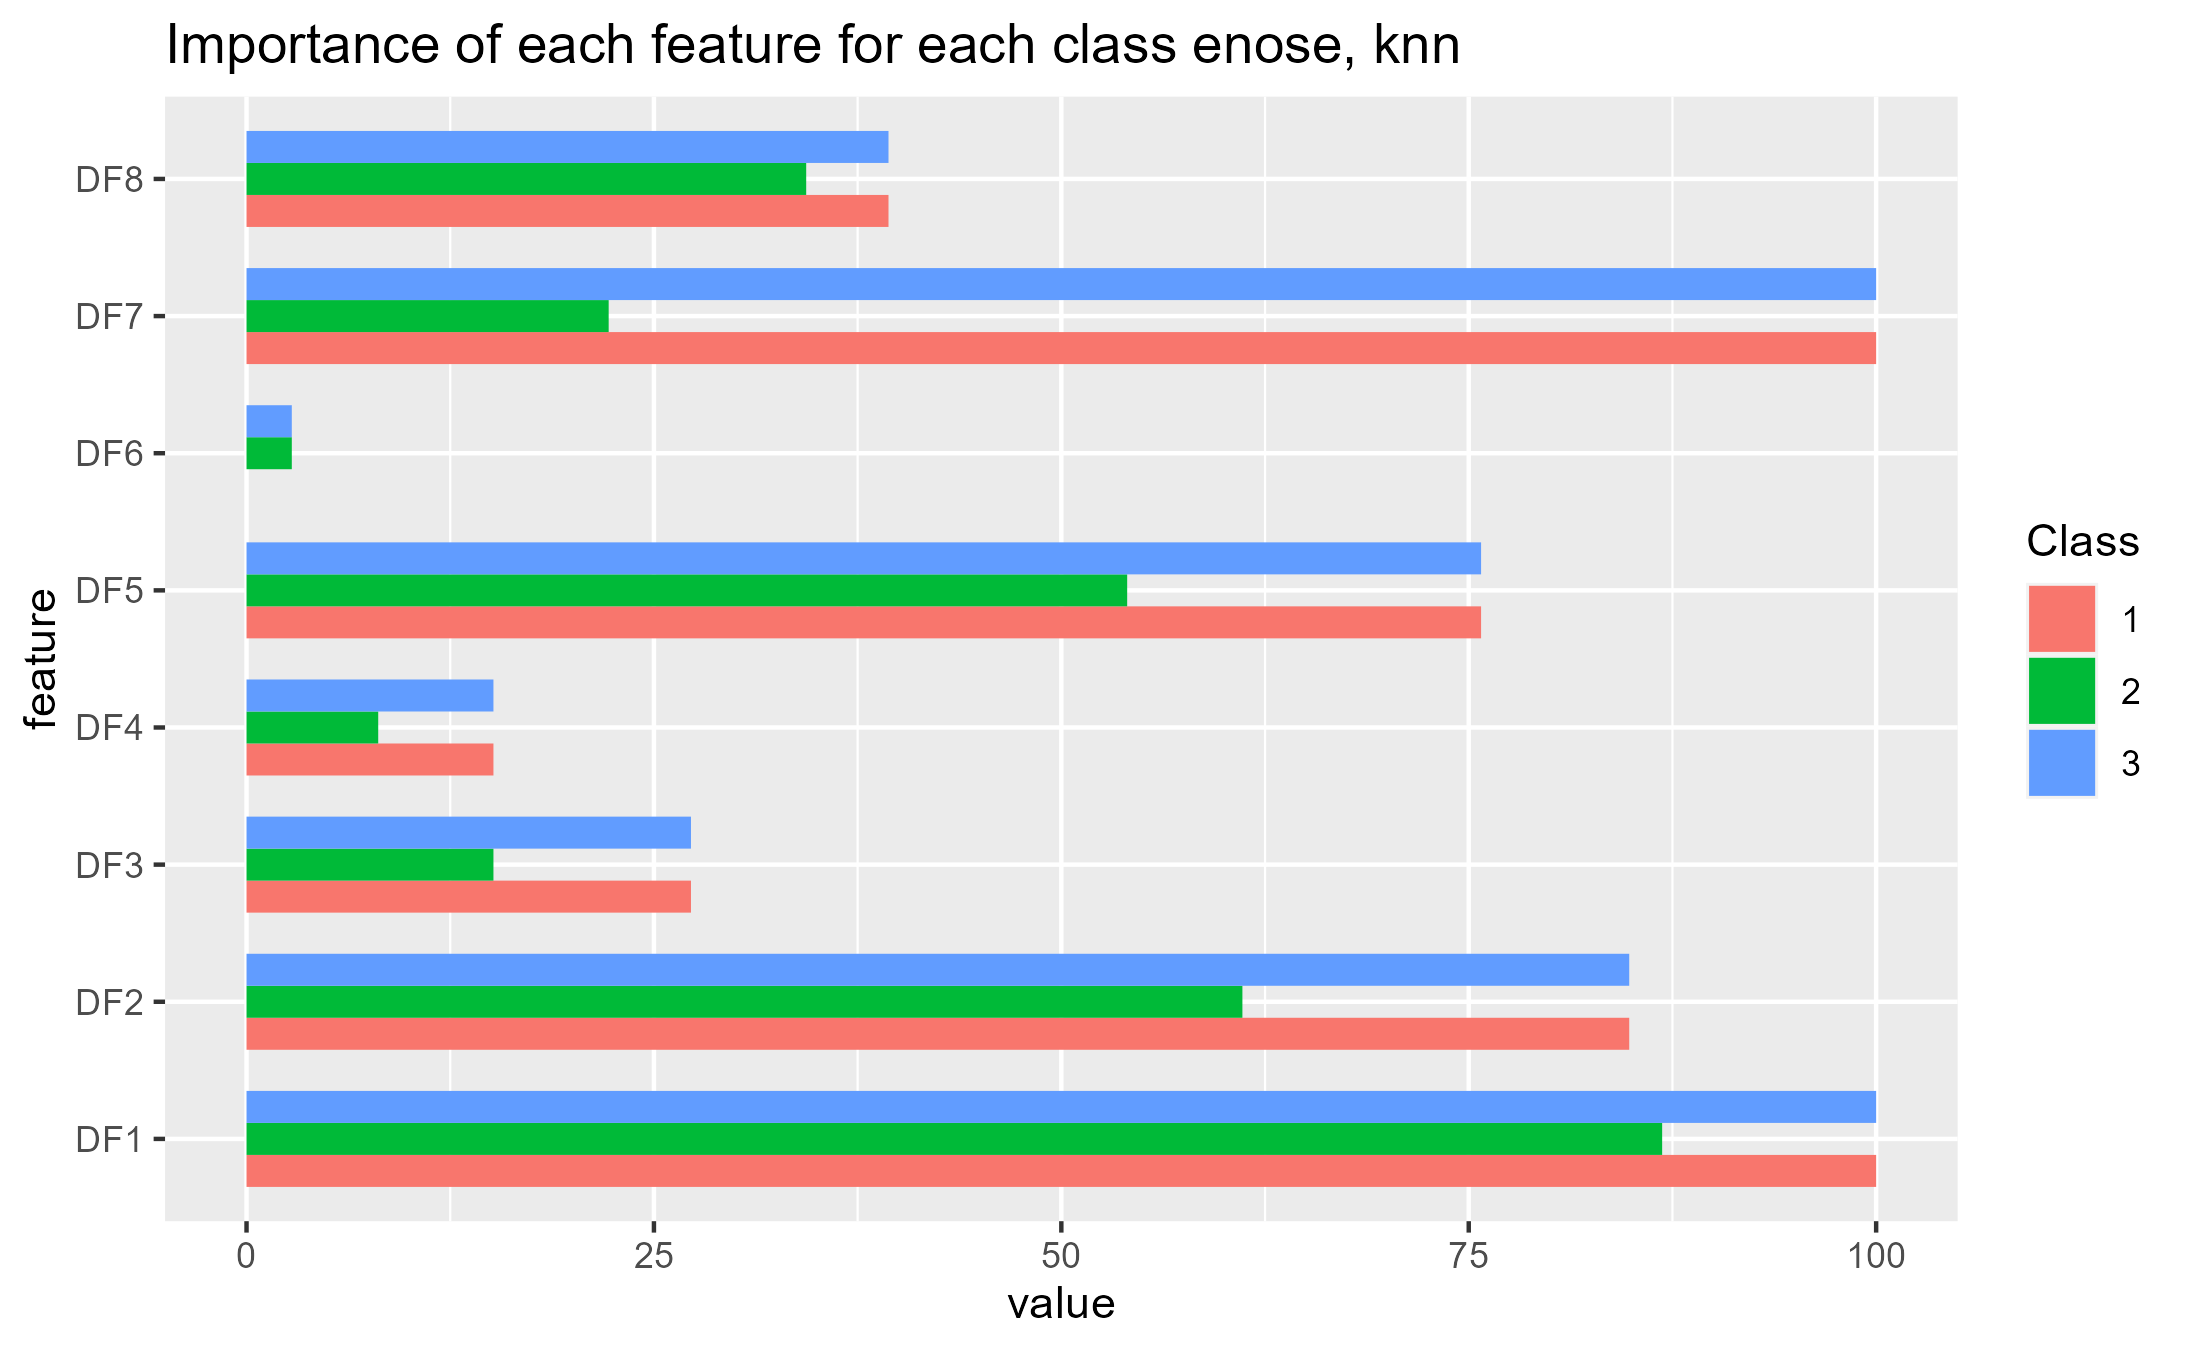 Importance of each feature for each class enose, knn
DF8
DF7
DF6
DF5
DF4
DF3
DF2
DF1
feature
0 25 50 75 100
value
Class
1
2
3